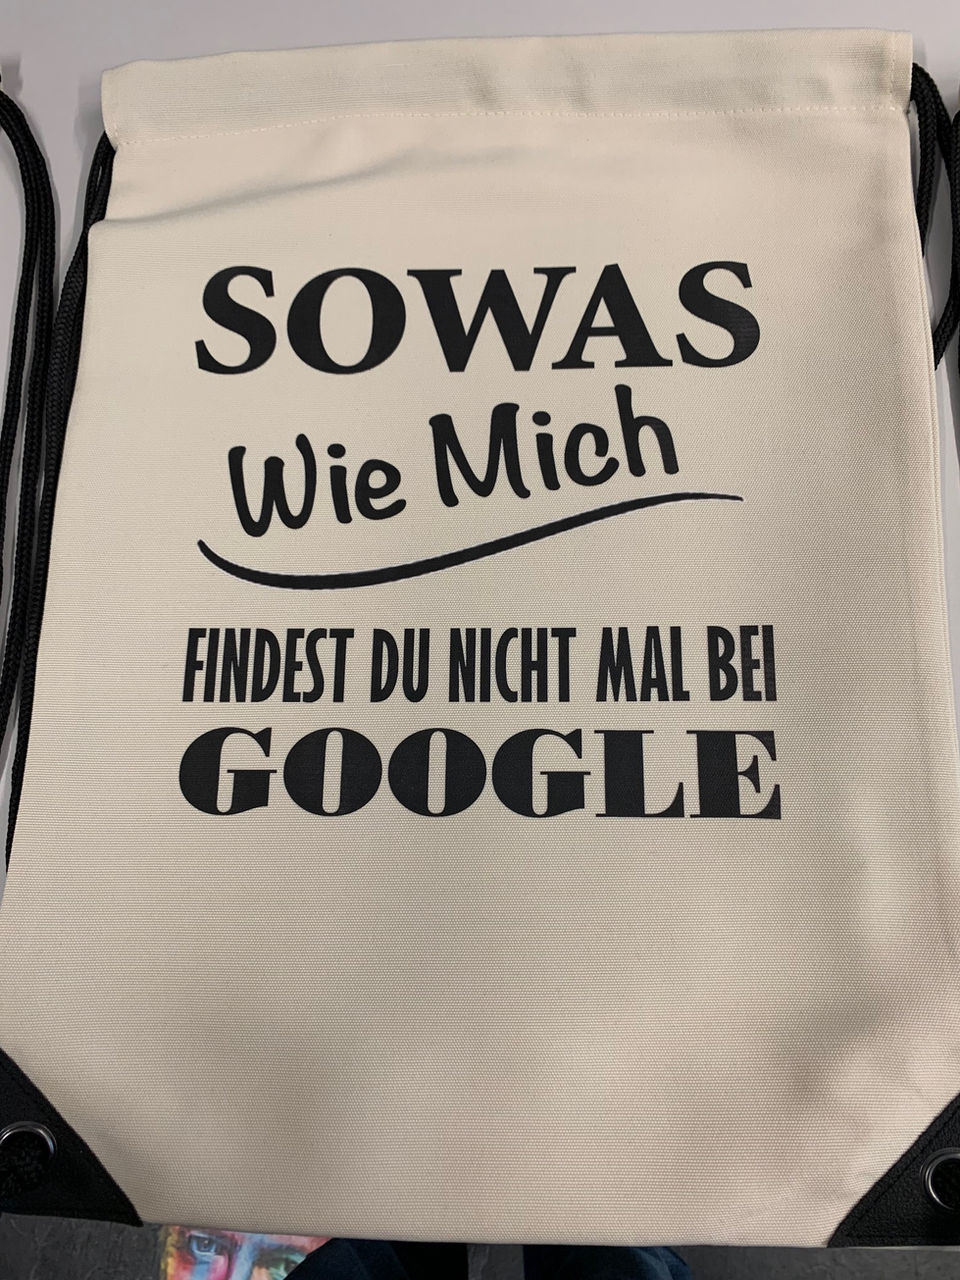 SOWAS
Wie Mich
FINDEST DU NICHT MAL BEI
GOOGLE